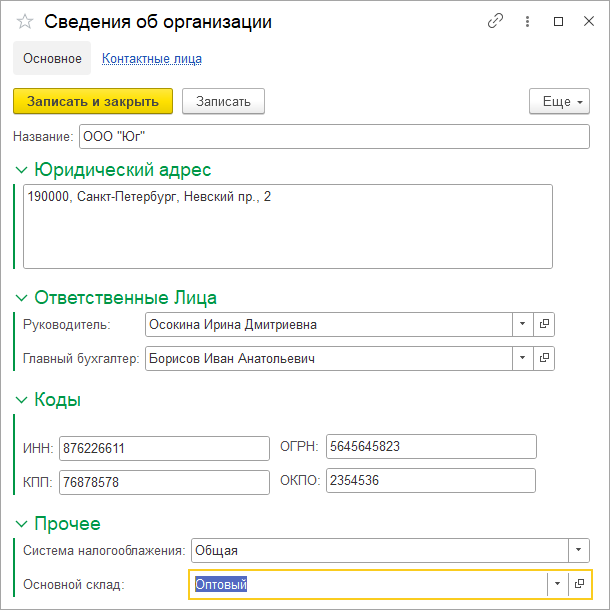 Сведения об организации
Основное Контактные лица
Записать и закрыть Записать Еще
Название: ООО "Юг"
Юридический адрес
190000, Санкт-Петербург, Невский пр., 2
Ответственные Лица
Руководитель: Осокина Ирина Дмитриевна
Главный бухгалтер: Борисов Иван Анатольевич
Коды
ИНН: 876226611 ОГРН: 5645645823
КПП: 76878578 ОКПО: 2354536
Прочее
Система налогообложения: Общая
Основной склад: Оптовый